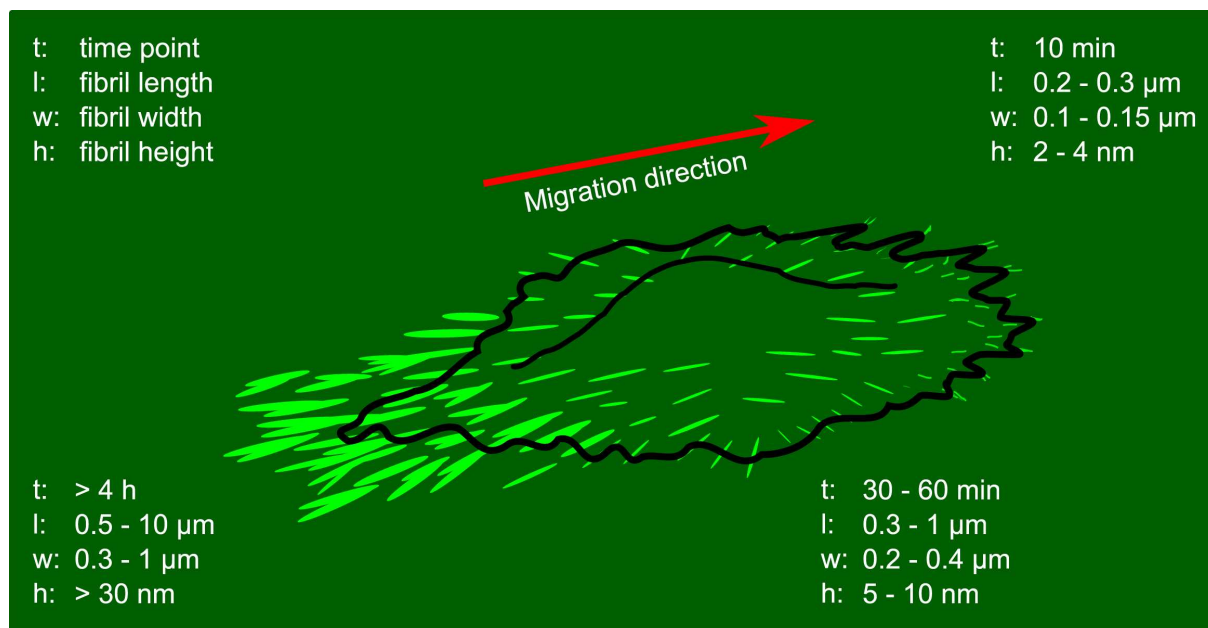 t: time point
l: fibril length
w: fibril width
h: fibril height
t: 10 min
l: 0.2 - 0.3 µm
w: 0.1 - 0.15 µm
h: 2 - 4 nm
Migration direction
t: > 4 h
l: 0.5 - 10 µm
w: 0.3 - 1 µm
h: > 30 nm
t: 30 - 60 min
l: 0.3 - 1 µm
w: 0.2 - 0.4 µm
h: 5 - 10 nm